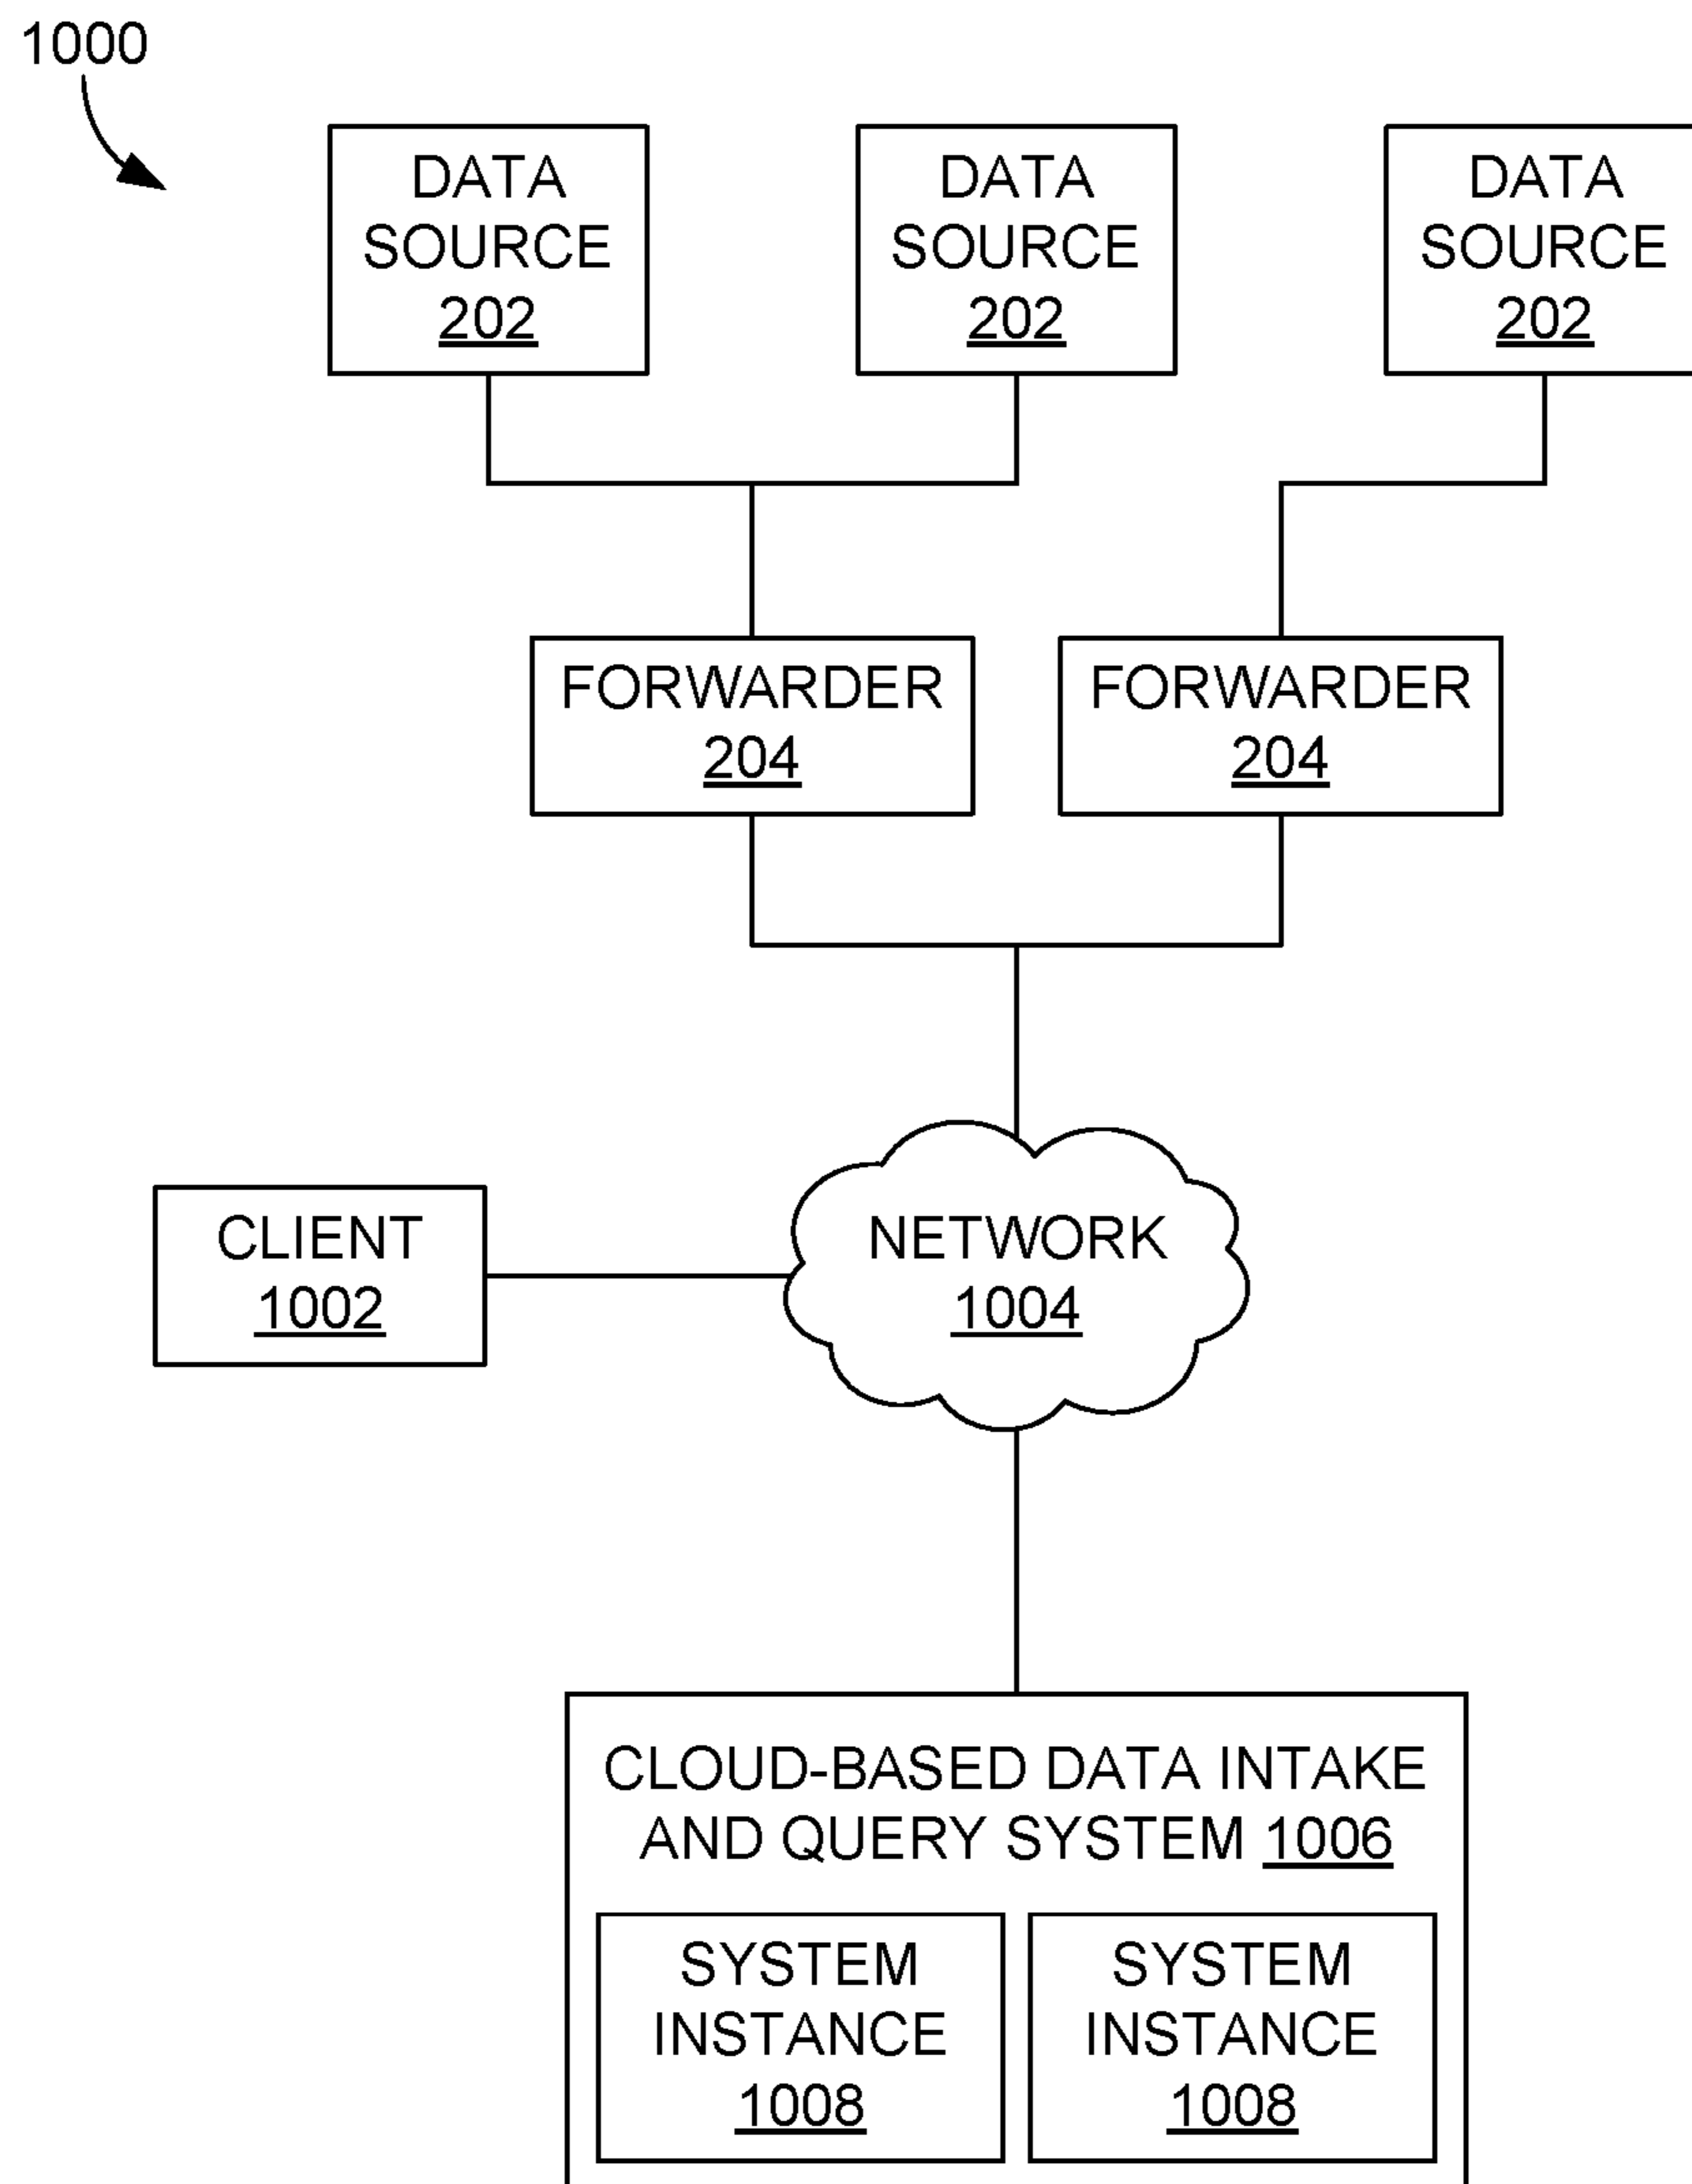 1000
DATA
SOURCE
202
DATA
SOURCE
202
DATA
SOURCE
202
FORWARDER
204
FORWARDER
204
CLIENT
1002
NETWORK
1004
CLOUD-BASED DATA INTAKE
AND QUERY SYSTEM 1006
SYSTEM
INSTANCE
1008
SYSTEM
INSTANCE
1008